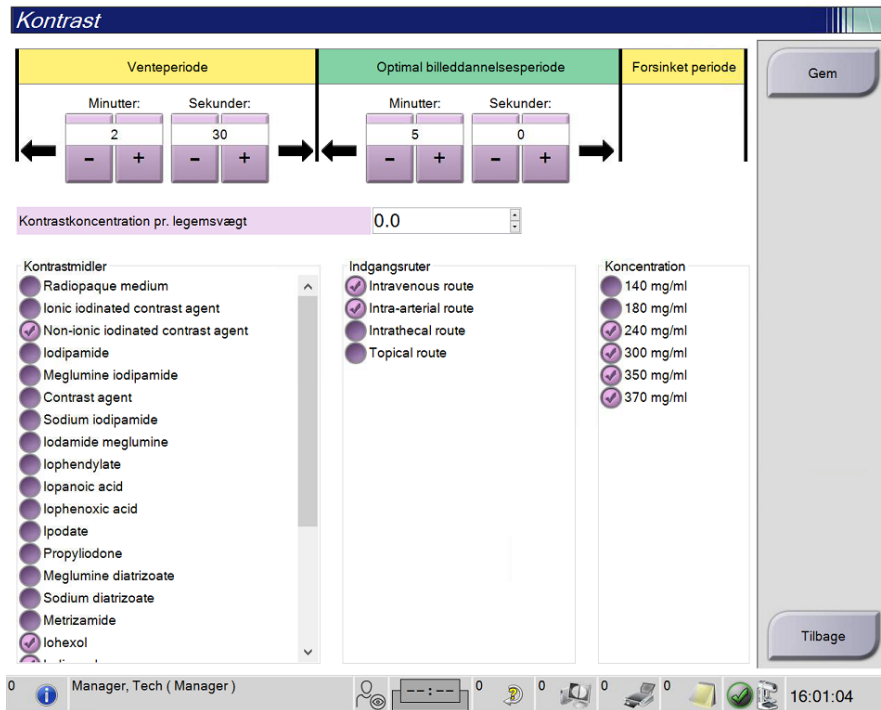 Kontrast
Venteperiode
Optimal billeddannelsesperiode
Forsinket periode
Gem
Minutter:
Sekunder:
Minutter:
Sekunder:
2
30
5
0
- + - + - + - +
Kontrastkoncentration pr. legemsvægt
0.0
Kontrastmidler
Radiopaque medium
Ionic iodinated contrast agent
Non-ionic iodinated contrast agent
Iodipamide
Meglumine iodipamide
Contrast agent
Sodium iodipamide
Iodamide meglumine
Iophendylate
Iopanoic acid
Iophenoxic acid
Ipodate
Propyliodone
Meglumine diatrizoate
Sodium diatrizoate
Metrizamide
Iohexol
Indgangsruter
Intravenous route
Intra-arterial route
Intrathecal route
Topical route
Koncentration
140 mg/ml
180 mg/ml
240 mg/ml
300 mg/ml
350 mg/ml
370 mg/ml
Tilbage
0
Manager, Tech ( Manager )
--:--
0
0
0
0
16:01:04